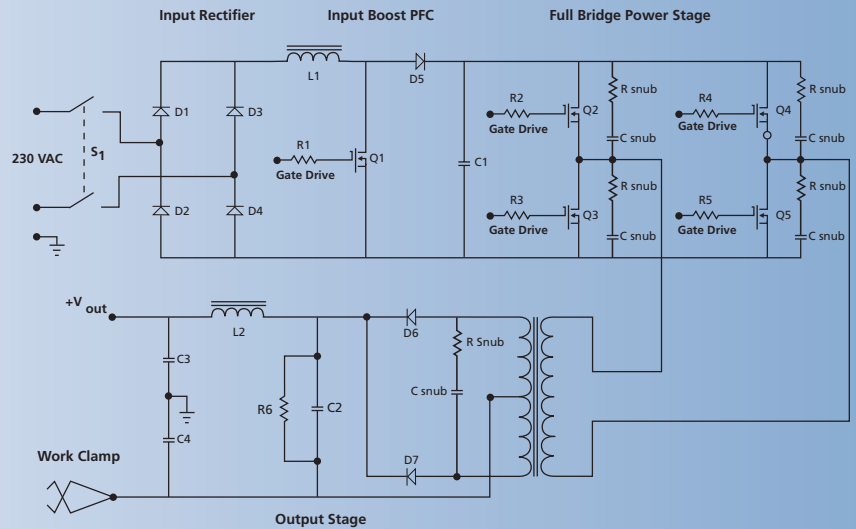 Input Rectifier
Input Boost PFC
Full Bridge Power Stage
L1
D5
D1
D3
R2
Q2
R snub
R4
Q4
R snub
Gate Drive
Gate Drive
230 VAC
S1
R1
Q1
Gate Drive
C1
C snub
C snub
D2
D4
R3
Q3
R snub
R5
Q5
R snub
Gate Drive
Gate Drive
C snub
C snub
+V out
L2
D6
R Snub
C3
C snub
R6
C2
C4
Work Clamp
D7
Output Stage